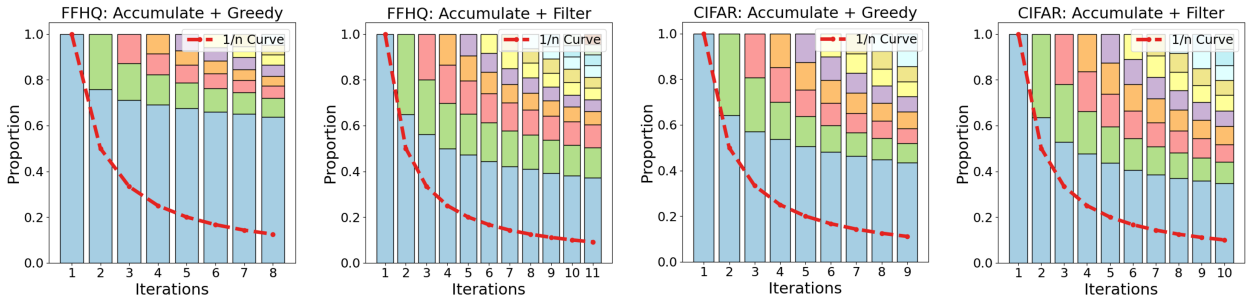 FFHQ: Accumulate + Greedy
1/n Curve
Proportion
1.0
0.8
0.6
0.4
0.2
0.0
1 2 3 4 5 6 7 8
Iterations
FFHQ: Accumulate + Filter
1/n Curve
Proportion
1.0
0.8
0.6
0.4
0.2
0.0
1 2 3 4 5 6 7 8 9 10 11
Iterations
CIFAR: Accumulate + Greedy
1/n Curve
Proportion
1.0
0.8
0.6
0.4
0.2
0.0
1 2 3 4 5 6 7 8 9
Iterations
CIFAR: Accumulate + Filter
1/n Curve
Proportion
1.0
0.8
0.6
0.4
0.2
0.0
1 2 3 4 5 6 7 8 9 10
Iterations